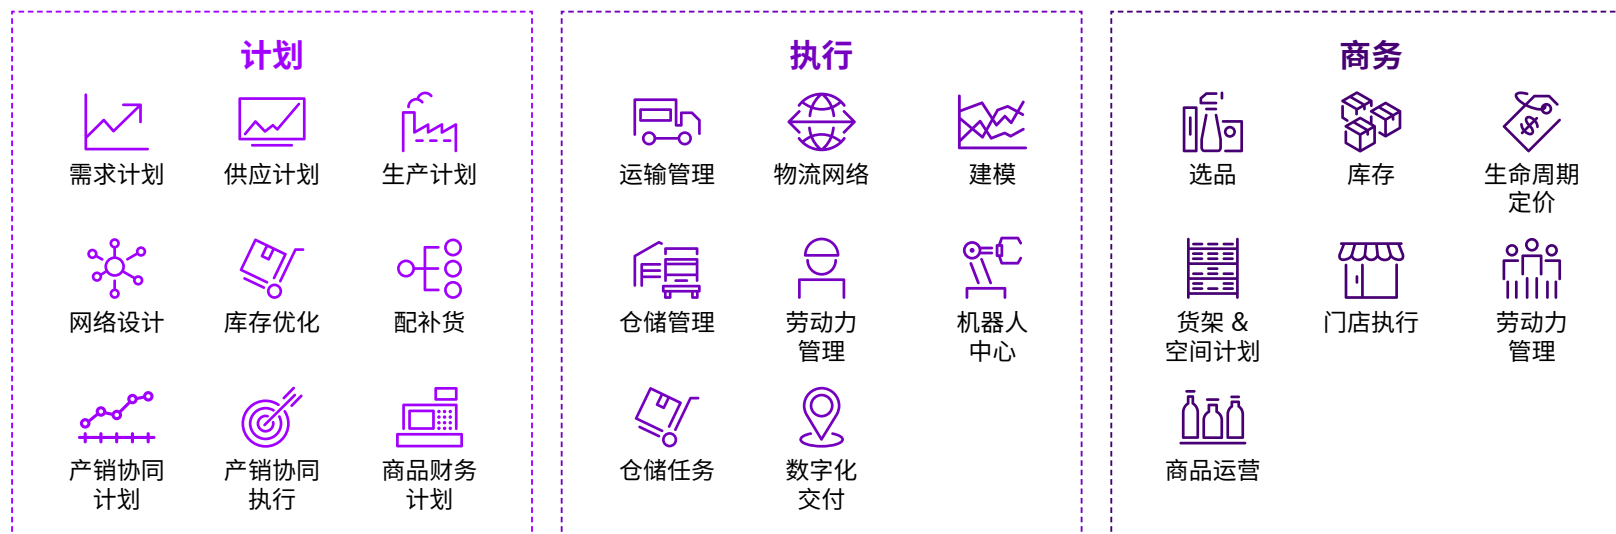 计划
需求计划
供应计划
生产计划
网络设计
库存优化
配补货
产销协同
计划
产销协同
执行
商品财务
计划
执行
运输管理
物流网络
建模
仓储管理
劳动力
管理
机器人
中心
仓储任务
数字化
交付
商务
选品
库存
生命周期
定价
货架 &
空间计划
门店执行
劳动力
管理
商品运营